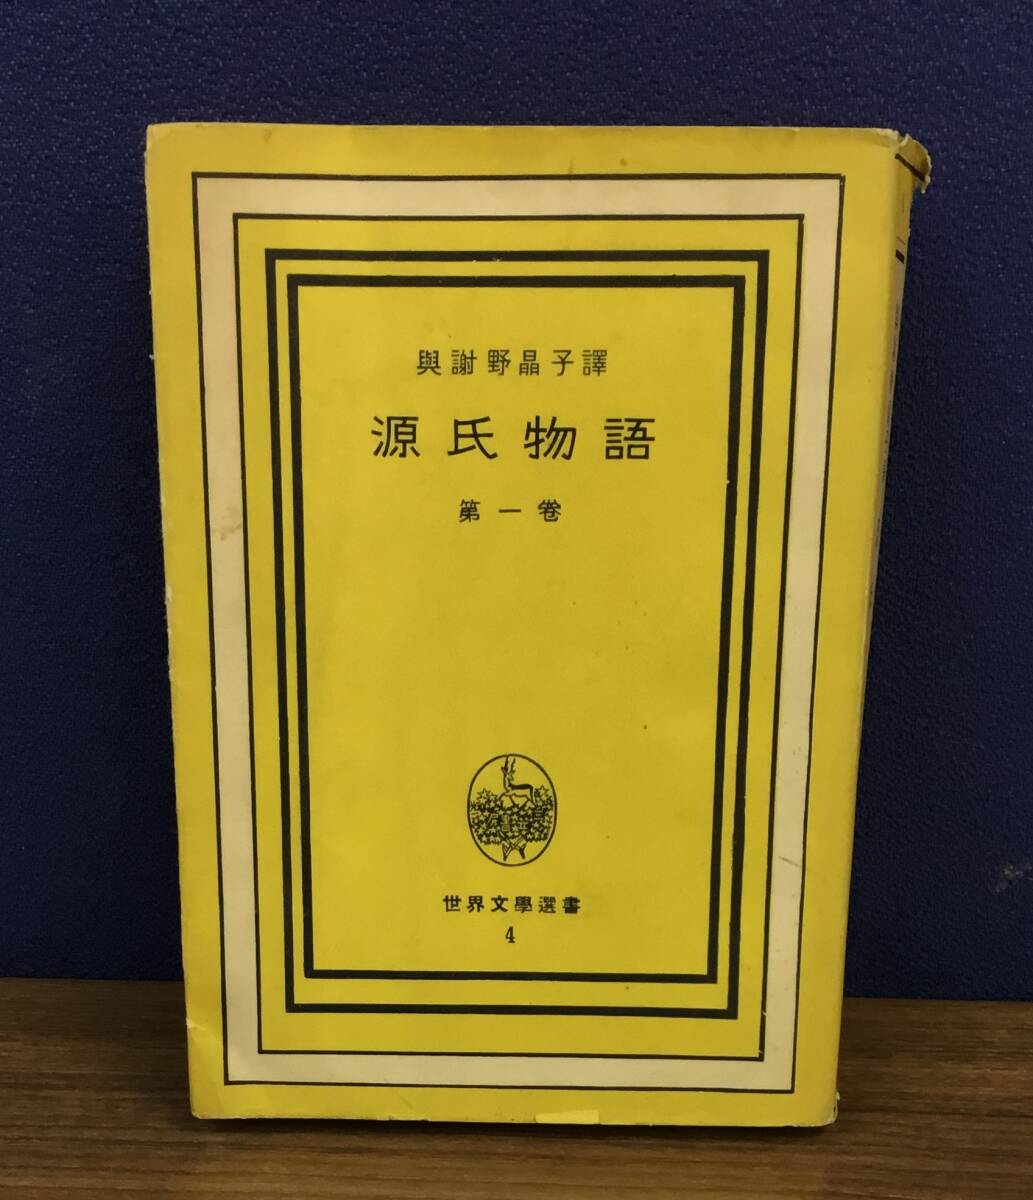 與謝野晶子譯
源氏物語
第一卷
世界文學選書
4